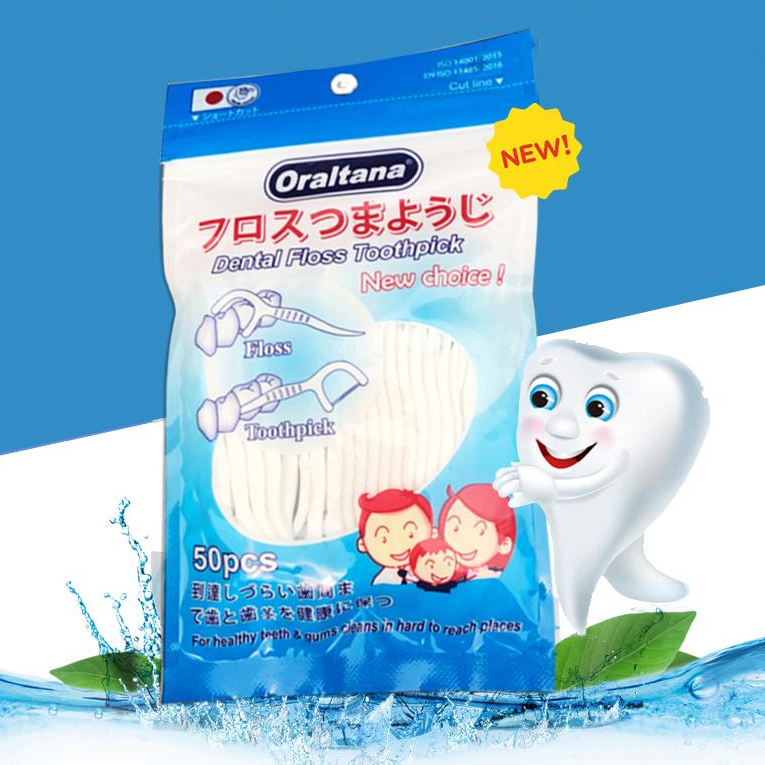 ISO 14001: 2015
EN ISO 13485: 2016
Cut line ▼
▼ショートカット
NEW!
Oraltana®
フロスつまようじ
Dental Floss Toothpick
New choice!
Floss
Toothpick
50pcs
到達しづらい歯間ま
で歯と歯茎を健康に保つ
For healthy teeth & gums cleans in hard to reach places